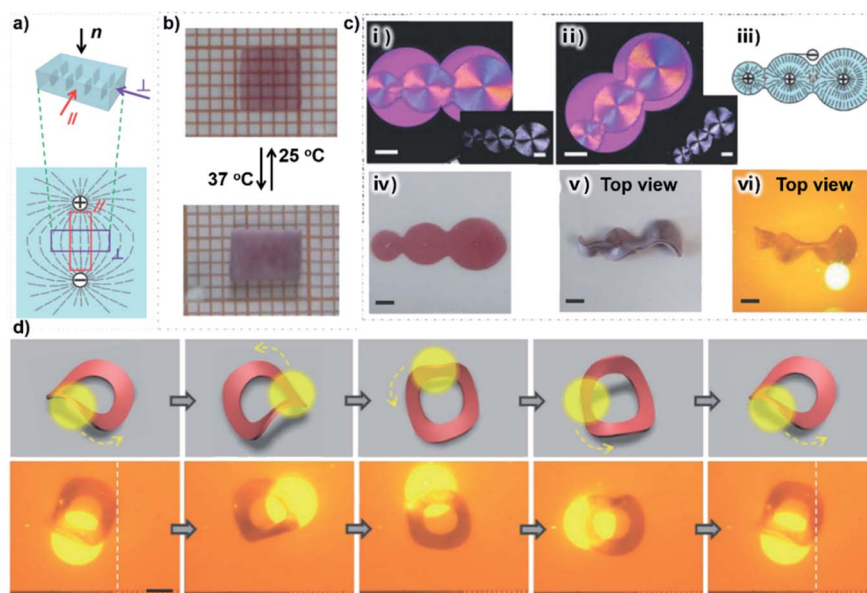 a)
n
⊥
//
+
//
⊥
−
b)
37 °C
25 °C
c)
i)
ii)
iii)
−
+
+
+
iv)
v) Top view
vi) Top view
d)